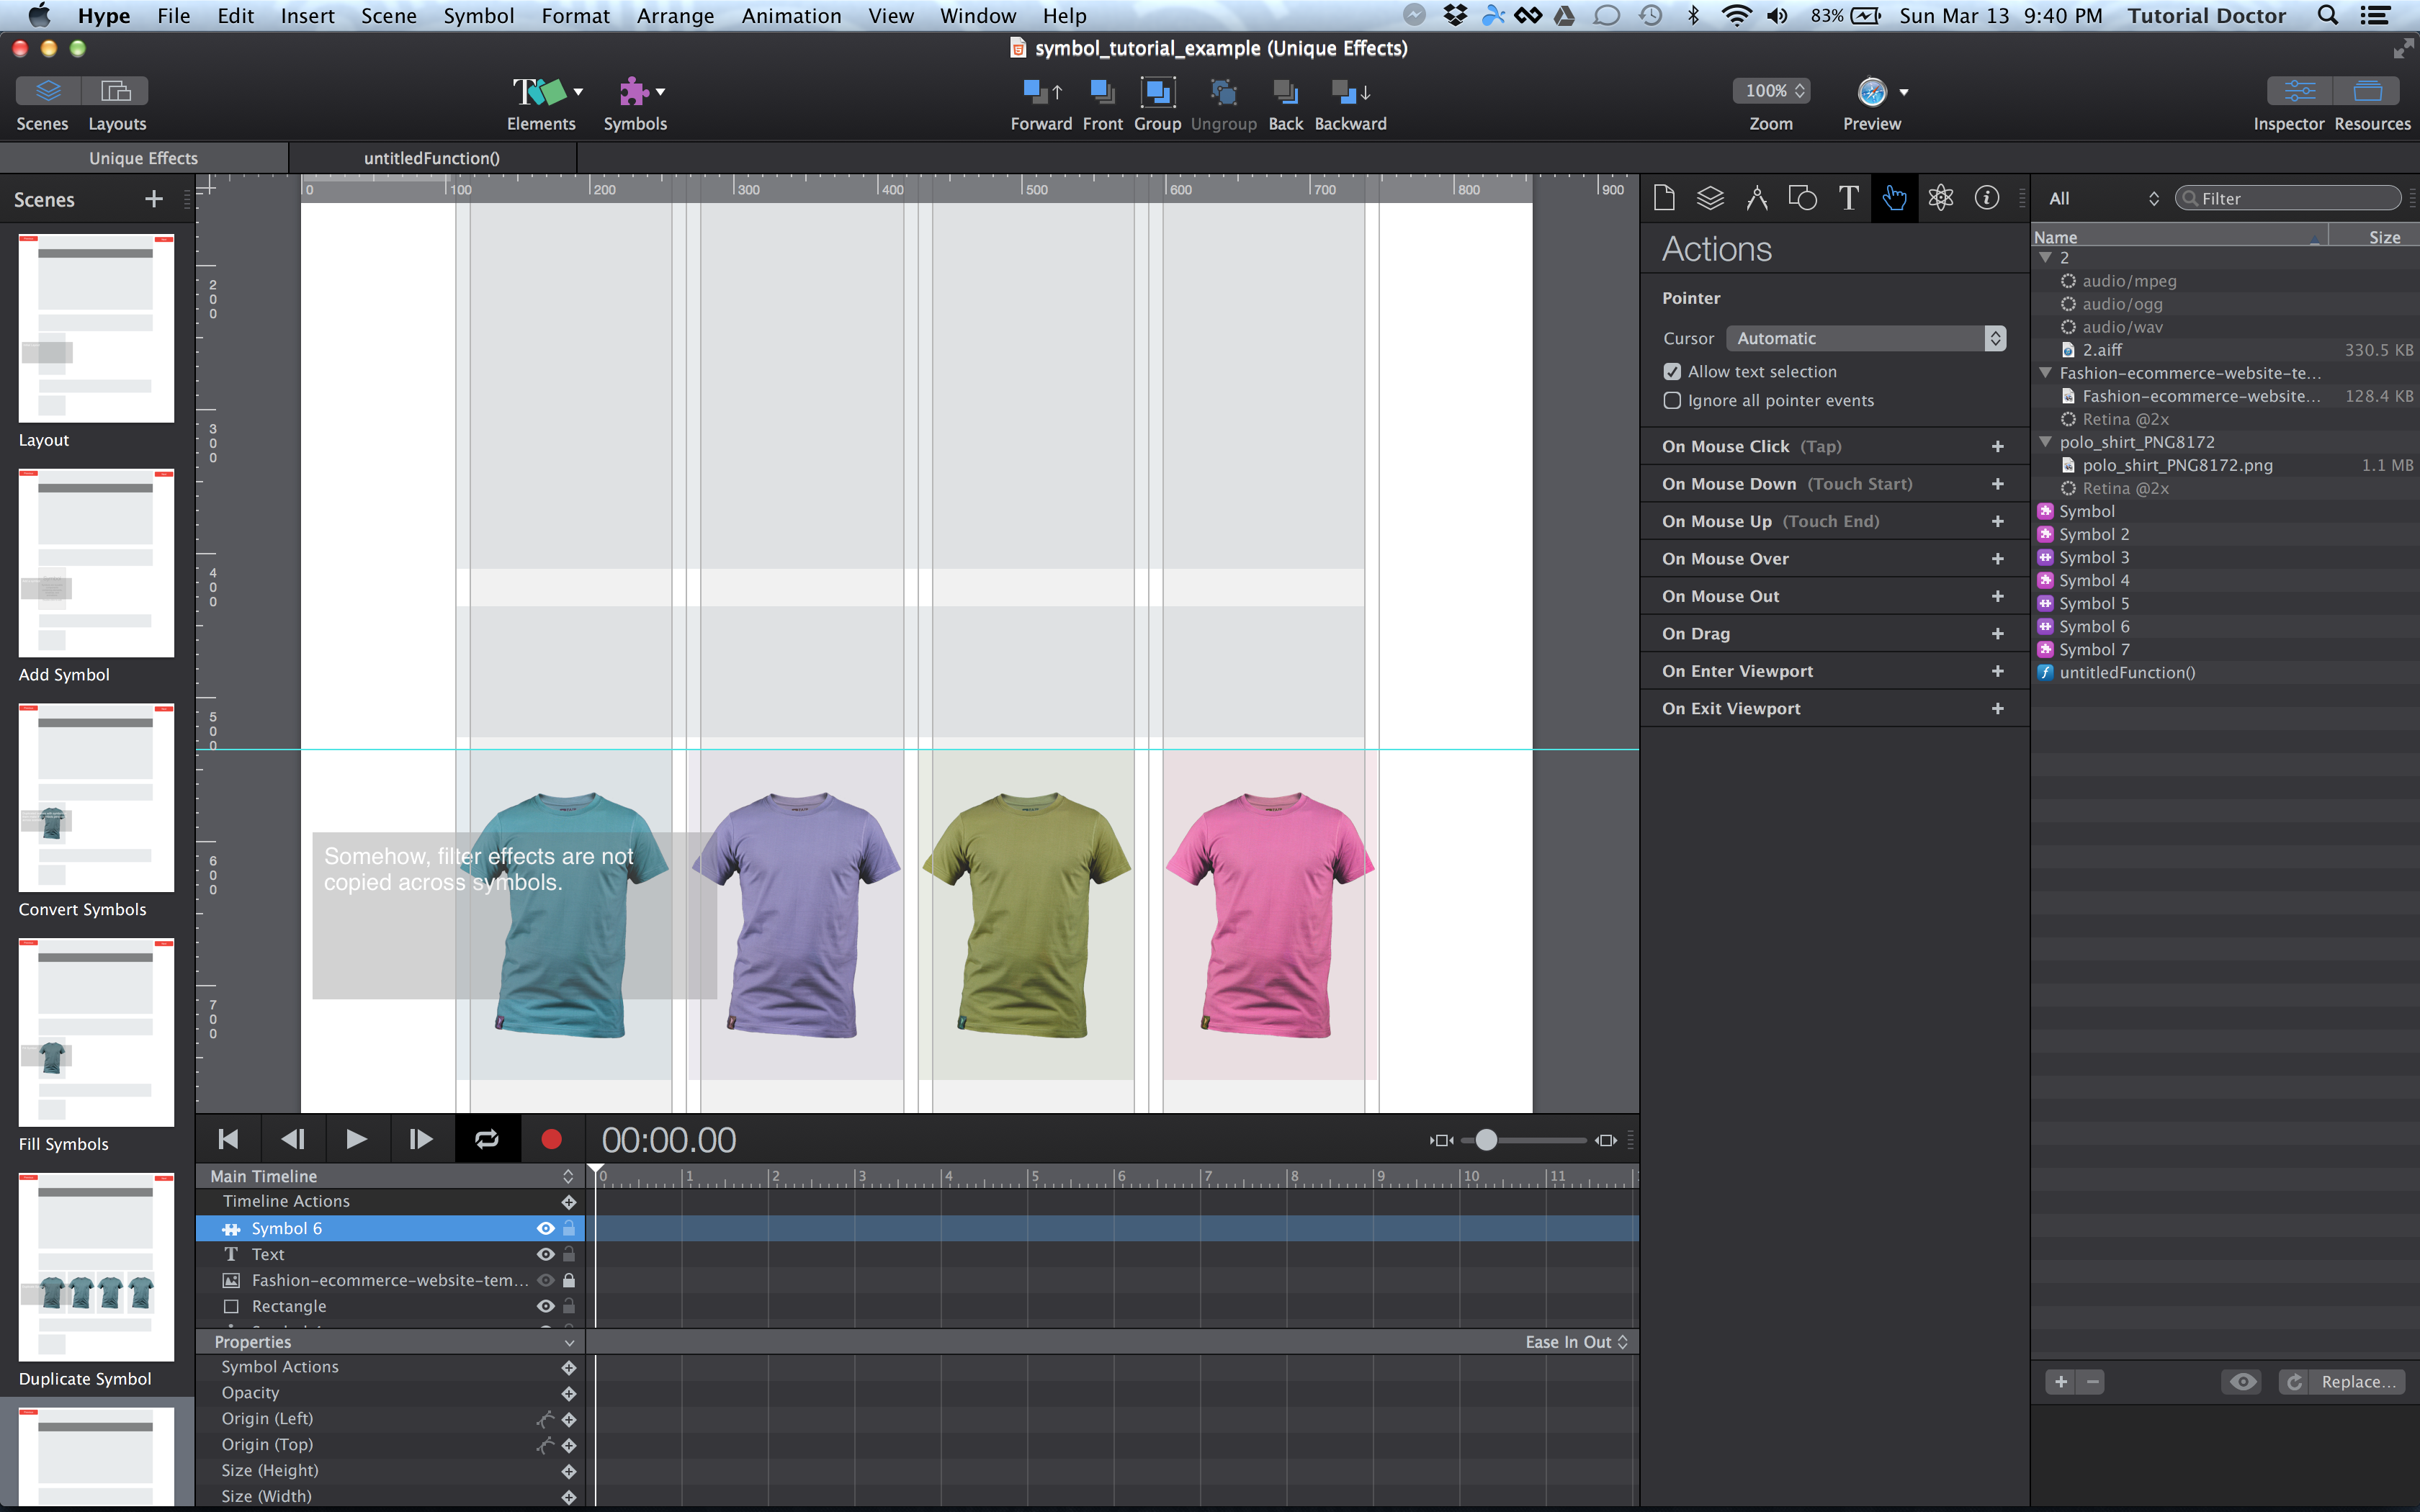 Hype File Edit Insert Scene Symbol Format Arrange Animation View Window Help 83% Sun Mar 13 9:40 PM Tutorial Doctor
symbol_tutorial_example (Unique Effects)
100%
Scenes Layouts Elements Symbols Forward Front Group Ungroup Back Backward Zoom Preview Inspector Resources
Unique Effects untitledFunction()
Scenes
Layout
Add Symbol
Convert Symbols
Fill Symbols
Duplicate Symbol
0 100 200 300 400 500 600 700 800 900
200
300
400
500
600
700
Somehow, filter effects are not
copied across symbols.
Actions
Pointer
Cursor Automatic
Allow text selection
Ignore all pointer events
On Mouse Click (Tap)
On Mouse Down (Touch Start)
On Mouse Up (Touch End)
On Mouse Over
On Mouse Out
On Drag
On Enter Viewport
On Exit Viewport
All Filter
Name Size
2
audio/mpeg
audio/ogg
audio/wav
2.aiff 330.5 KB
Fashion-ecommerce-website-te...
Fashion-ecommerce-website... 128.4 KB
Retina @2x
polo_shirt_PNG8172
polo_shirt_PNG8172.png 1.1 MB
Retina @2x
Symbol
Symbol 2
Symbol 3
Symbol 4
Symbol 5
Symbol 6
Symbol 7
untitledFunction()
Replace...
00:00.00
Main Timeline 0 1 2 3 4 5 6 7 8 9 10 11
Timeline Actions
Symbol 6
Text
Fashion-ecommerce-website-tem...
Rectangle
Properties Ease In Out
Symbol Actions
Opacity
Origin (Left)
Origin (Top)
Size (Height)
Size (Width)